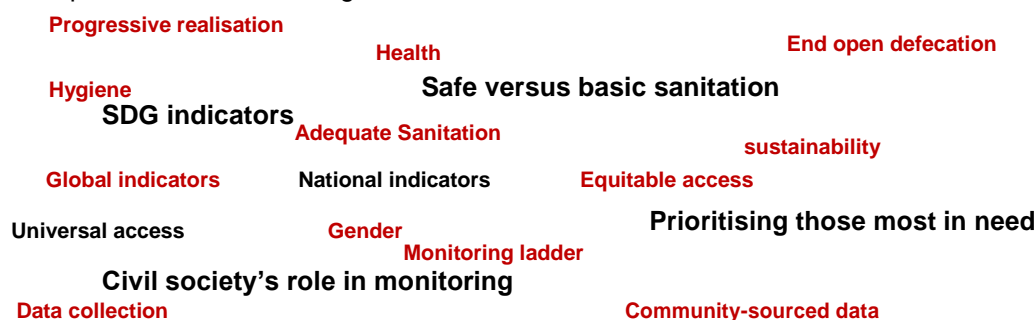 Progressive realisation
Health
End open defecation
Hygiene
Safe versus basic sanitation
SDG indicators
Adequate Sanitation
sustainability
Global indicators
National indicators
Equitable access
Universal access
Gender
Prioritising those most in need
Monitoring ladder
Civil society’s role in monitoring
Data collection
Community-sourced data